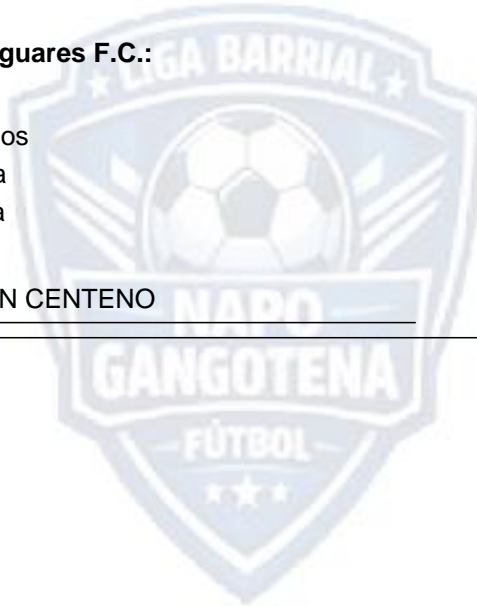 guares F.C.:
LIGA BARRIAL
os
a
a
N CENTENO
NAPO
GANGOTENA
FÚTBOL